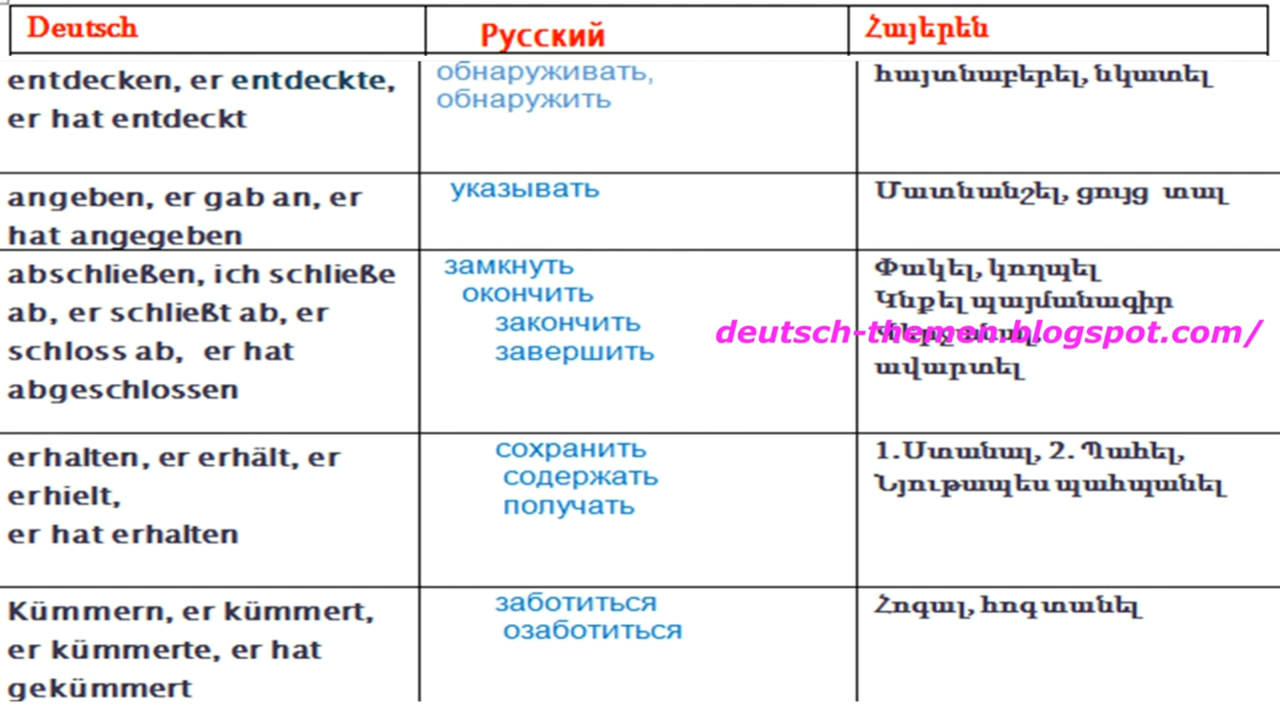 Deutsch
Русский
Հայերեն
entdecken, er entdeckte,
er hat entdeckt
обнаруживать,
обнаружить
հայտնաբերել, նկատել
angeben, er gab an, er
hat angegeben
указывать
Մատնանշել, ցույց տալ
abschließen, ich schließe
ab, er schließt ab, er
schloss ab, er hat
abgeschlossen
замкнуть
окончить
закончить
завершить
Փակել, կողպել
Կնքել պայմանագիր
deutsch-themen.blogspot.com/
ավարտել
erhalten, er erhält, er
erhielt,
er hat erhalten
сохранить
содержать
получать
1.Ստանալ, 2. Պահել,
Նյութապես պահպանել
Kümmern, er kümmert,
er kümmerte, er hat
gekümmert
заботиться
озаботиться
Հոգալ, հոգ տանել